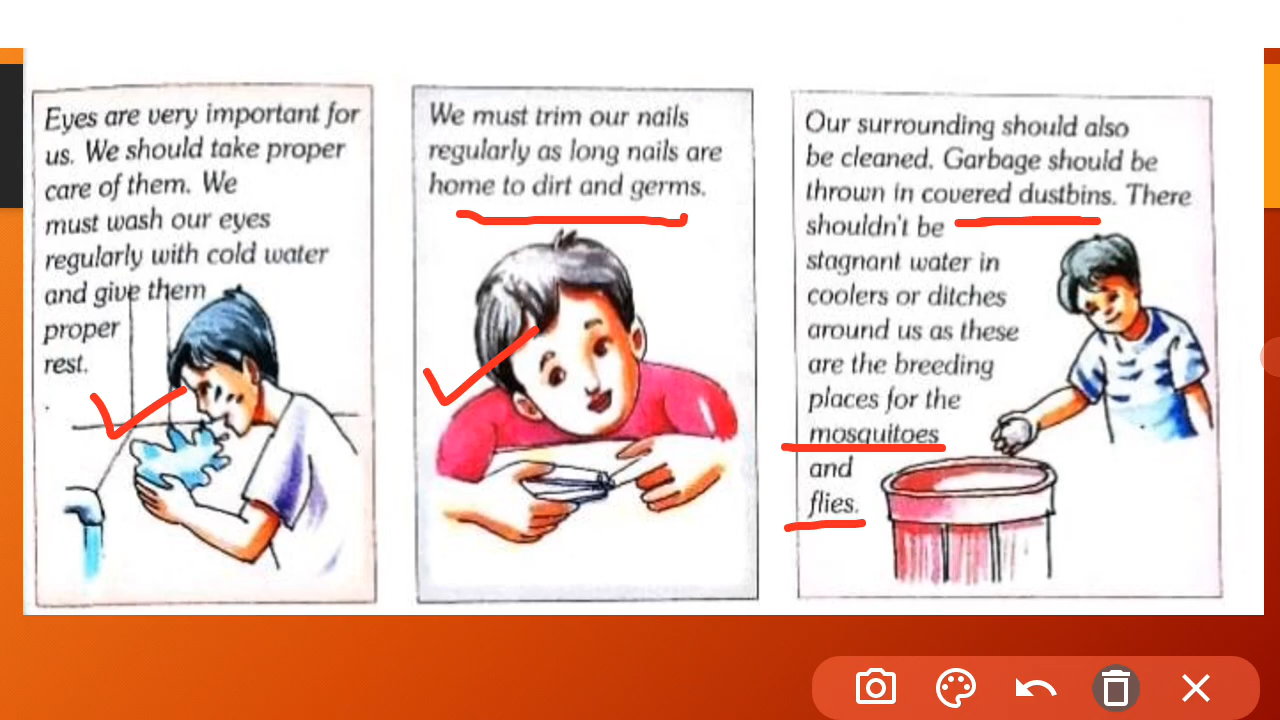 Eyes are very important for
us. We should take proper
care of them. We
must wash our eyes
regularly with cold water
and give them
proper
rest.
We must trim our nails
regularly as long nails are
home to dirt and germs.
Our surrounding should also
be cleaned. Garbage should be
thrown in covered dustbins. There
shouldn't be
stagnant water in
coolers or ditches
around us as these
are the breeding
places for the
mosquitoes
and
flies.